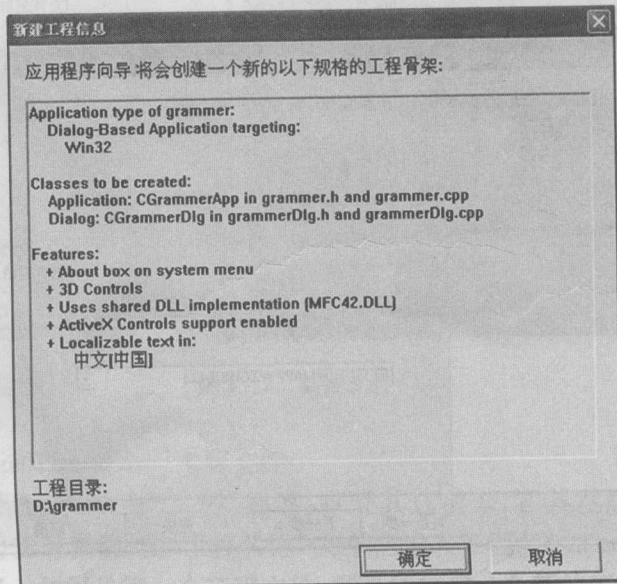 新建工程信息
应用程序向导 将会创建一个新的以下规格的工程骨架:
Application type of grammer:
Dialog-Based Application targeting:
Win32
Classes to be created:
Application: CGrammerApp in grammer.h and grammer.cpp
Dialog: CGrammerDlg in grammerDlg.h and grammerDlg.cpp
Features:
+ About box on system menu
+ 3D Controls
+ Uses shared DLL implementation (MFC42.DLL)
+ ActiveX Controls support enabled
+ Localizable text in:
中文[中国]
工程目录:
D:\grammer
确定
取消